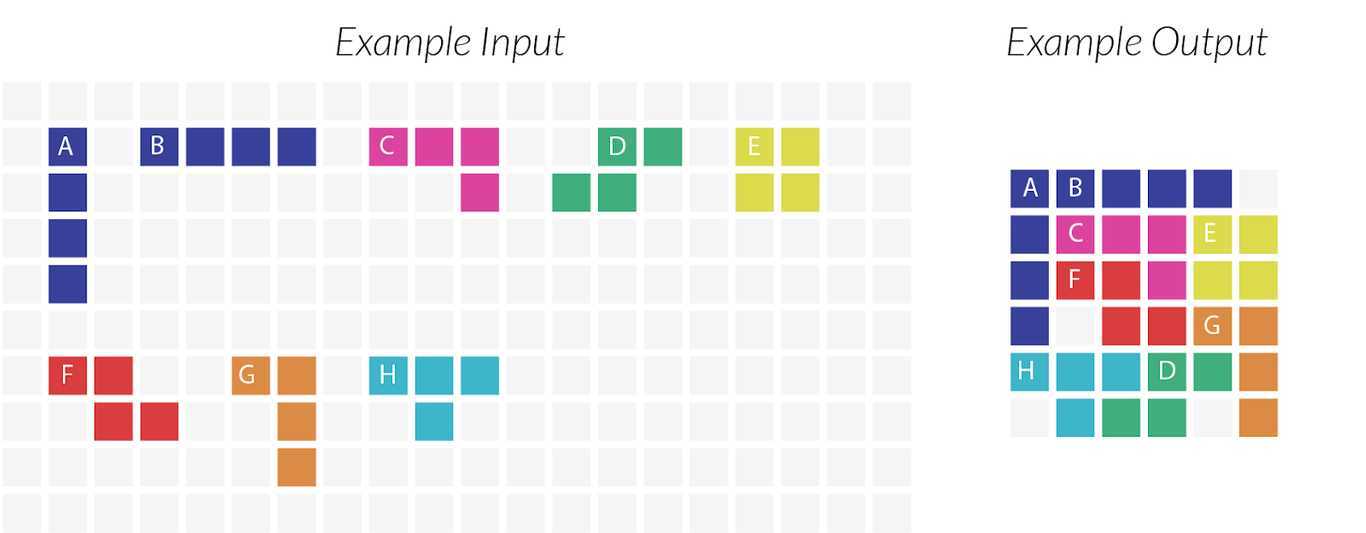 Example Input
Example Output
A B C D E
F G H
A B
C E
F
G
H D